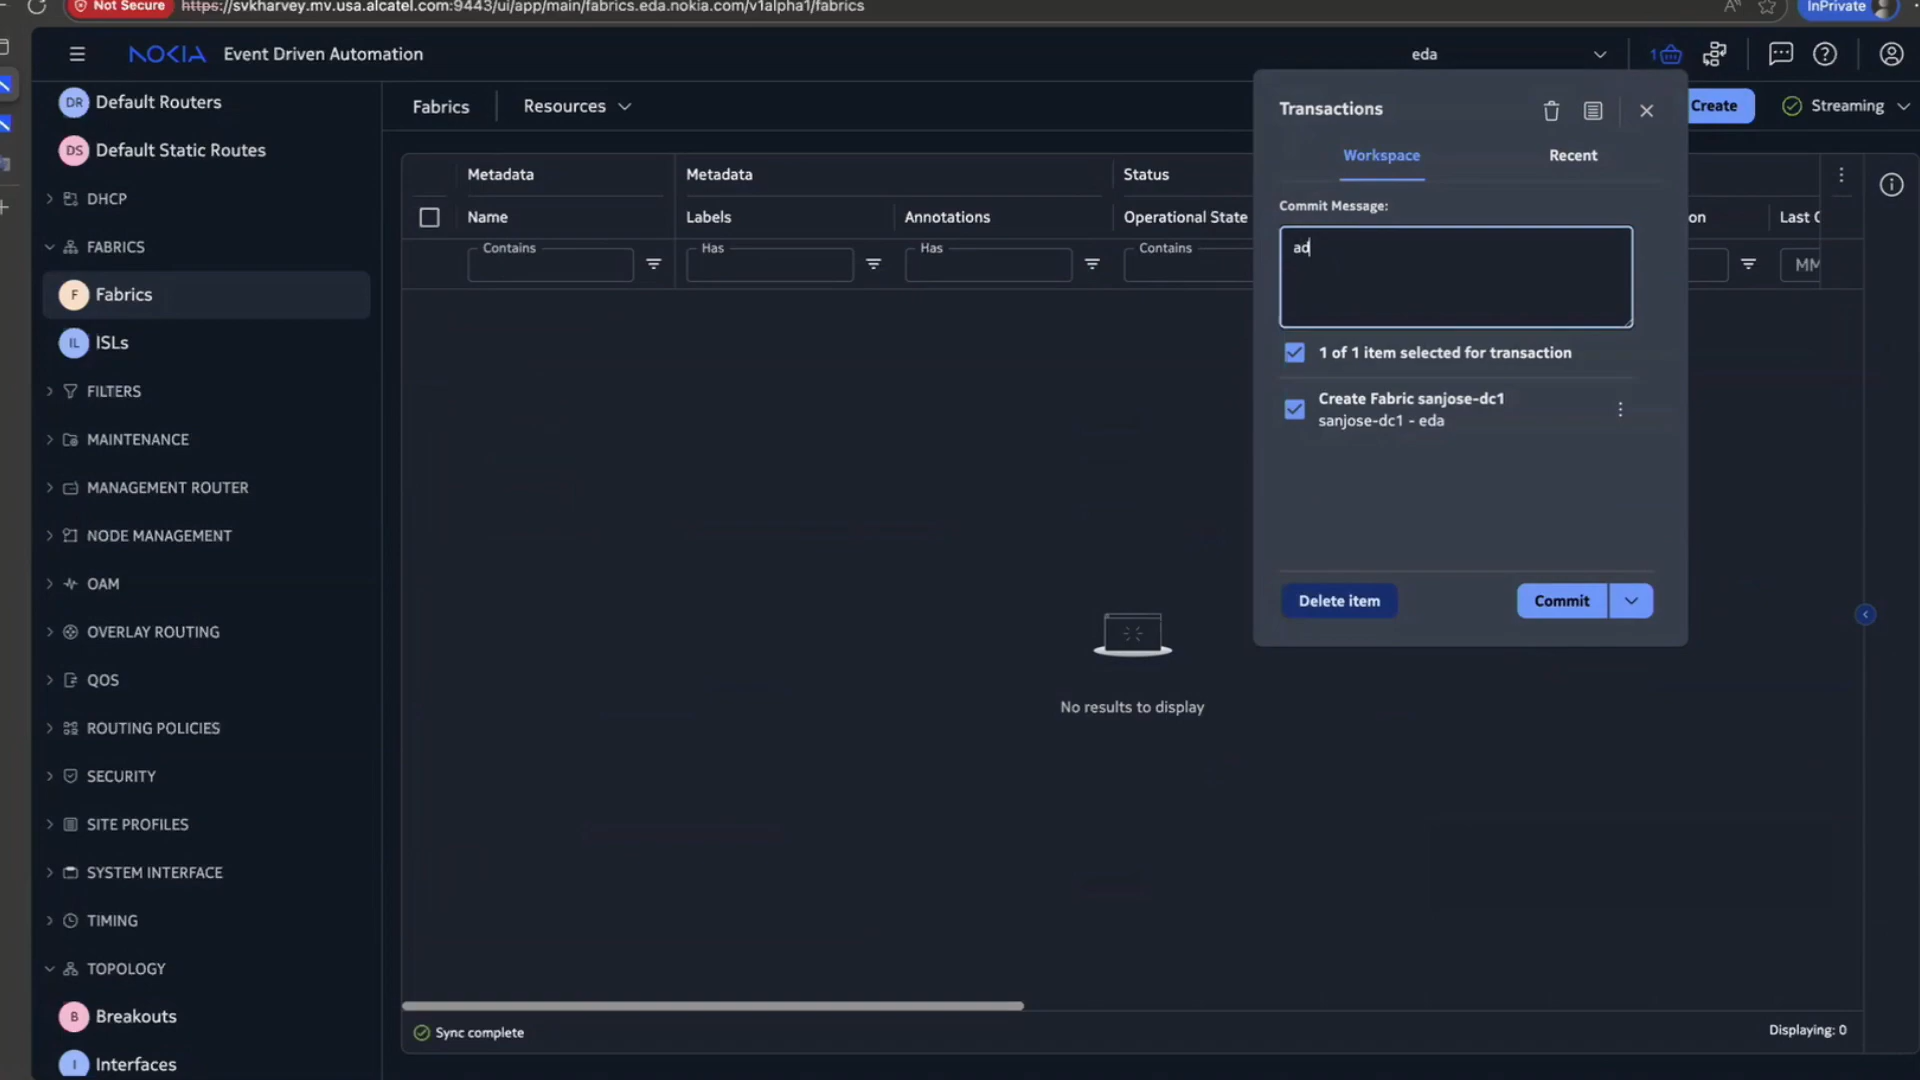 Not Secure
https://svkharvey.mv.usa.alcatel.com:9443/ui/app/main/fabrics.eda.nokia.com/v1alpha1/fabrics
InPrivate
NOKIA Event Driven Automation
eda
1
DR Default Routers
DS Default Static Routes
DHCP
FABRICS
F Fabrics
IL ISLs
FILTERS
MAINTENANCE
MANAGEMENT ROUTER
NODE MANAGEMENT
OAM
OVERLAY ROUTING
QOS
ROUTING POLICIES
SECURITY
SITE PROFILES
SYSTEM INTERFACE
TIMING
TOPOLOGY
B Breakouts
I Interfaces
Fabrics
Resources
Create
Streaming
Metadata
Metadata
Status
Name
Labels
Annotations
Operational State
on
Last C
Contains
Has
Has
Contains
MM
No results to display
Sync complete
Displaying: 0
Transactions
Workspace
Recent
Commit Message:
ad
1 of 1 item selected for transaction
Create Fabric sanjose-dc1
sanjose-dc1 - eda
Delete item
Commit